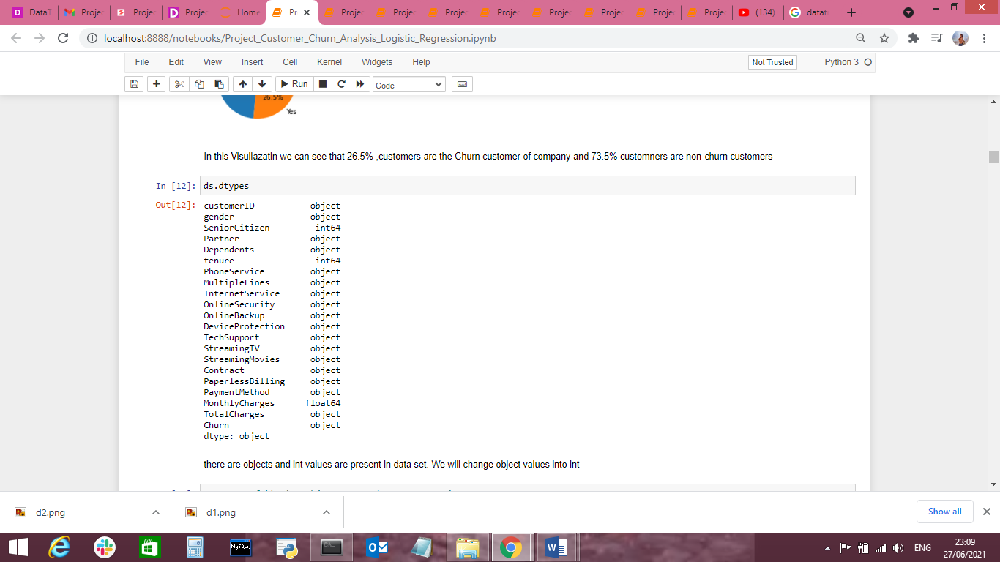 DataT
Projec
Projec
Projec
Home
Pr
Projec
Projec
Projec
Projec
Projec
Projec
Projec
Projec
(134)
datat
localhost:8888/notebooks/Project_Customer_Churn_Analysis_Logistic_Regression.ipynb
File Edit View Insert Cell Kernel Widgets Help Not Trusted Python 3
Run Code
26.5%
Yes
In this Visuliazatin we can see that 26.5% ,customers are the Churn customer of company and 73.5% customners are non-churn customers
In [12]: ds.dtypes
Out[12]: customerID object
gender object
SeniorCitizen int64
Partner object
Dependents object
tenure int64
PhoneService object
MultipleLines object
InternetService object
OnlineSecurity object
OnlineBackup object
DeviceProtection object
TechSupport object
StreamingTV object
StreamingMovies object
Contract object
PaperlessBilling object
PaymentMethod object
MonthlyCharges float64
TotalCharges object
Churn object
dtype: object
there are objects and int values are present in data set. We will change object values into int
d2.png d1.png Show all
MySQL
ENG
23:09
27/06/2021